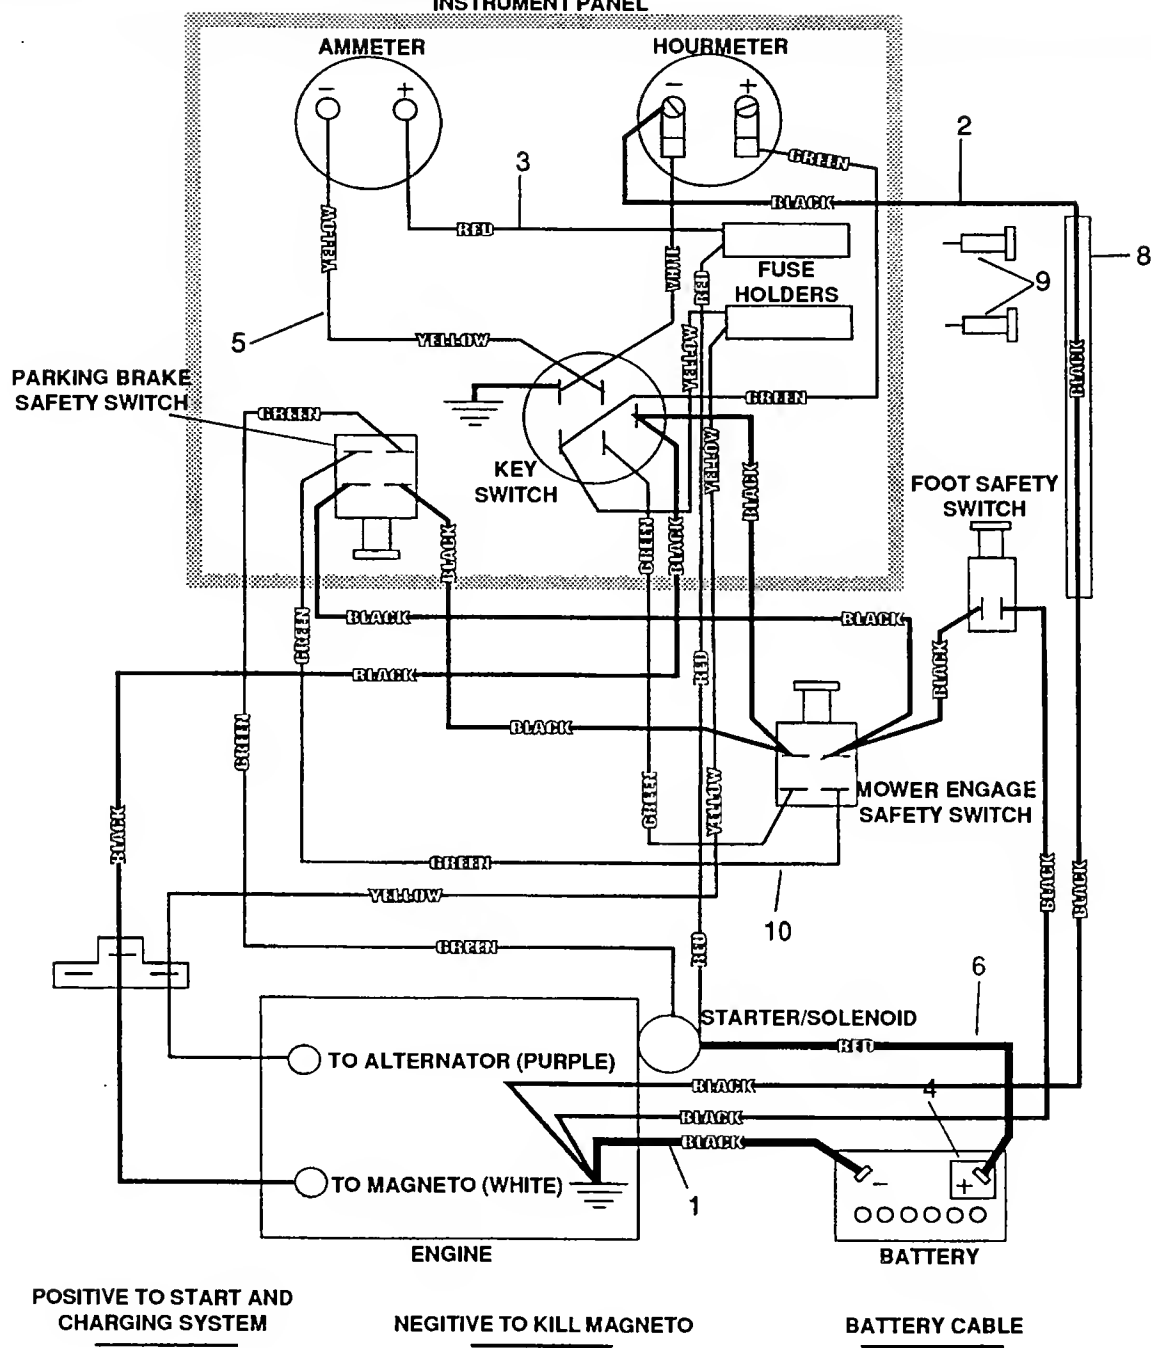 INSTRUMENT PANEL
AMMETER
HOURMETER
- +
- +
GREEN
2
3
BLACK
RED
YELLOW
WHITE
RED
FUSE
HOLDERS
8
9
5
YELLOW
YELLOW
BLACK
PARKING BRAKE
SAFETY SWITCH
GREEN
GREEN
KEY
SWITCH
YELLOW
BLACK
FOOT SAFETY
SWITCH
BLACK
GREEN
BLACK
GREEN
BLACK
BLACK
BLACK
RED
BLACK
GREEN
BLACK
MOWER ENGAGE
SAFETY SWITCH
GREEN
YELLOW
BLACK
GREEN
BLACK
BLACK
YELLOW
10
GREEN
RED
6
STARTER/SOLENOID
RED
TO ALTERNATOR (PURPLE)
BLACK
4
BLACK
BLACK
TO MAGNETO (WHITE)
1
- +
ENGINE
BATTERY
POSITIVE TO START AND
CHARGING SYSTEM
NEGITIVE TO KILL MAGNETO
BATTERY CABLE